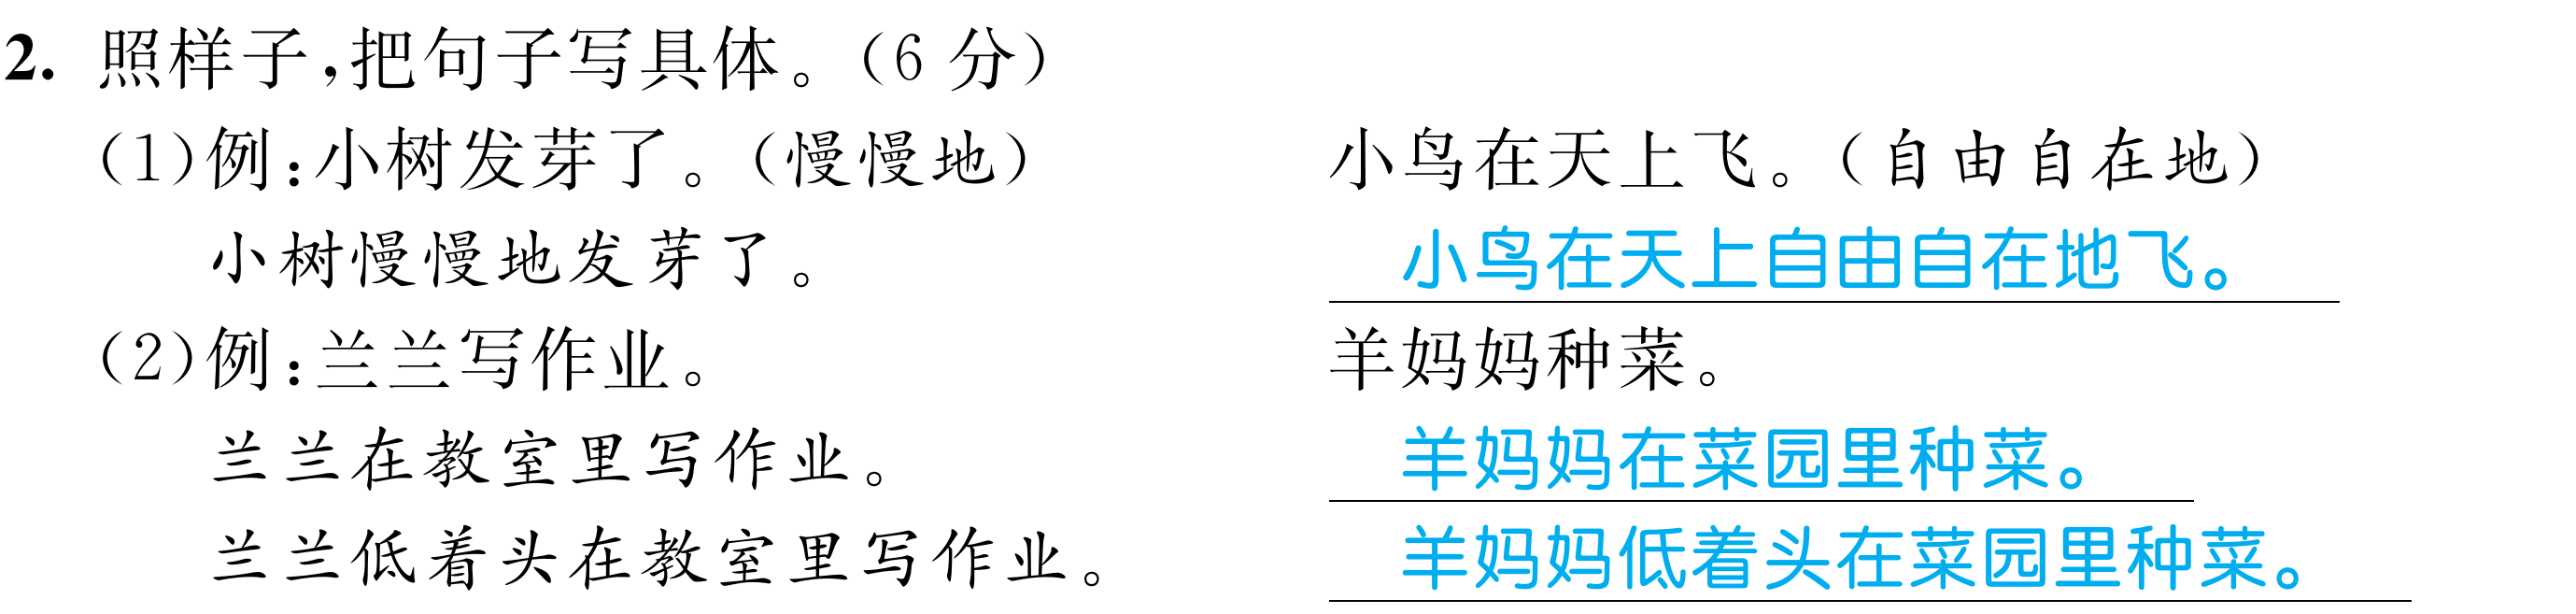 2. 照样子,把句子写具体。(6 分)
(1)例:小树发芽了。(慢慢地) 小鸟在天上飞。(自由自在地)
小树慢慢地发芽了。 小鸟在天上自由自在地飞。
(2)例:兰兰写作业。 羊妈妈种菜。
兰兰在教室里写作业。 羊妈妈在菜园里种菜。
兰兰低着头在教室里写作业。 羊妈妈低着头在菜园里种菜。